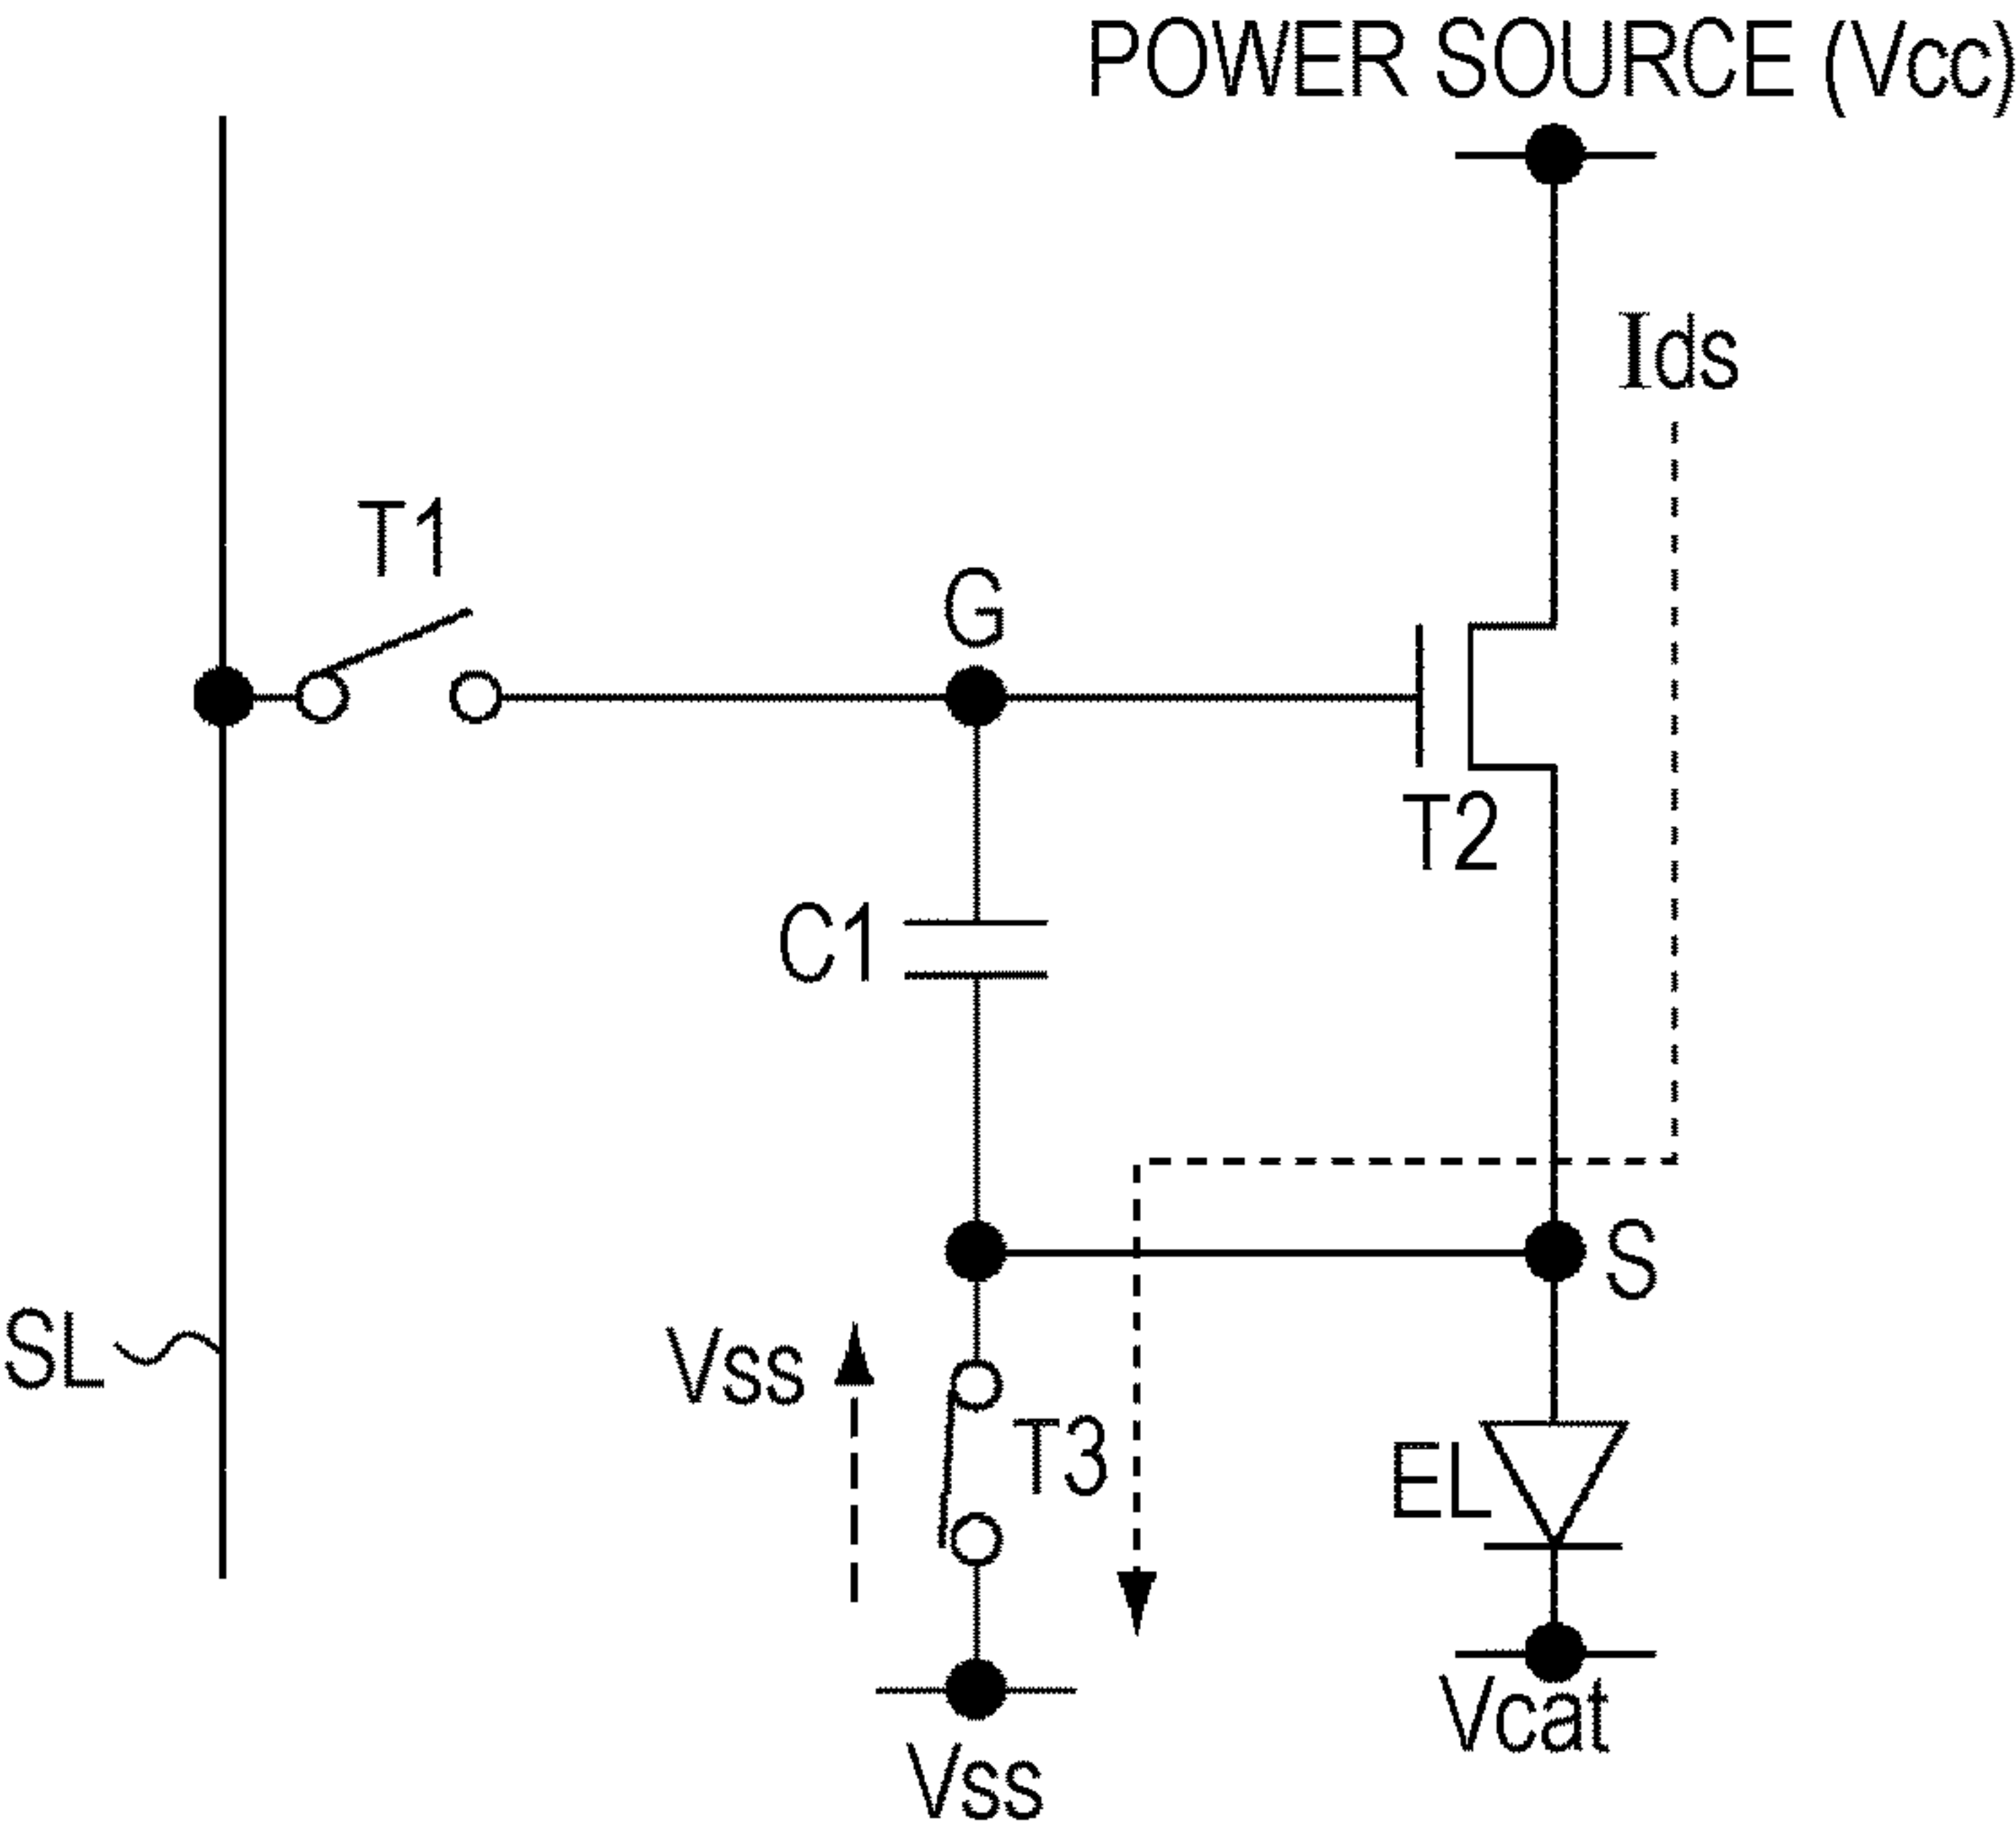 POWER SOURCE (Vcc)
Ids
T1
G
T2
C1
S
SL
Vss
T3
EL
Vcat
Vss